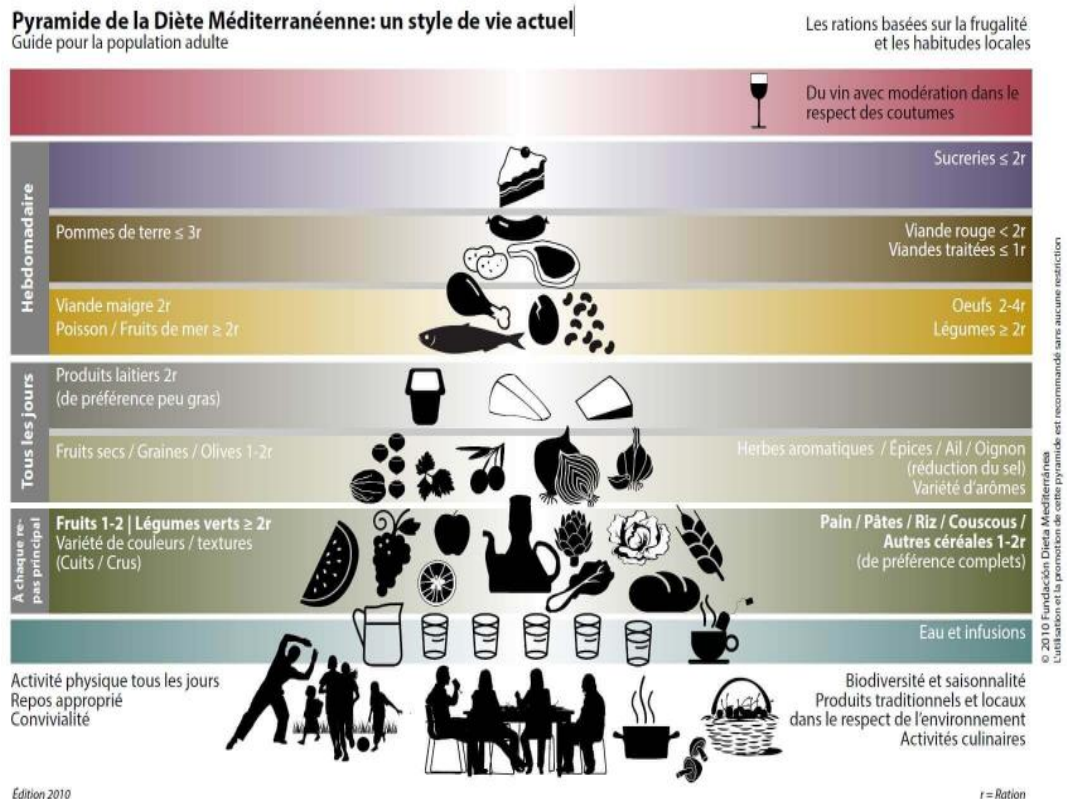 Pyramide de la Diète Méditerranéenne: un style de vie actuel
Guide pour la population adulte
Les rations basées sur la frugalité
et les habitudes locales
Du vin avec modération dans le
respect des coutumes
Hebdomadaire
Sucreries ≤ 2r
Pommes de terre ≤ 3r
Viande rouge < 2r
Viandes traitées ≤ 1r
Viande maigre 2r
Poisson / Fruits de mer ≥ 2r
Oeufs 2-4r
Légumes ≥ 2r
Tous les jours
Produits laitiers 2r
(de préférence peu gras)
Fruits secs / Graines / Olives 1-2r
Herbes aromatiques / Épices / Ail / Oignon
(réduction du sel)
Variété d'arômes
À chaque re-
pas principal
Fruits 1-2 | Légumes verts ≥ 2r
Variété de couleurs / textures
(Cuits / Crus)
Pain / Pâtes / Riz / Couscous /
Autres céréales 1-2r
(de préférence complets)
Eau et infusions
Activité physique tous les jours
Repos approprié
Convivialité
Biodiversité et saisonnalité
Produits traditionnels et locaux
dans le respect de l'environnement
Activités culinaires
© 2010 Fundación Dieta Mediterránea
L'utilisation et la promotion de cette pyramide est recommandé sans aucune restriction
Édition 2010
r = Ration